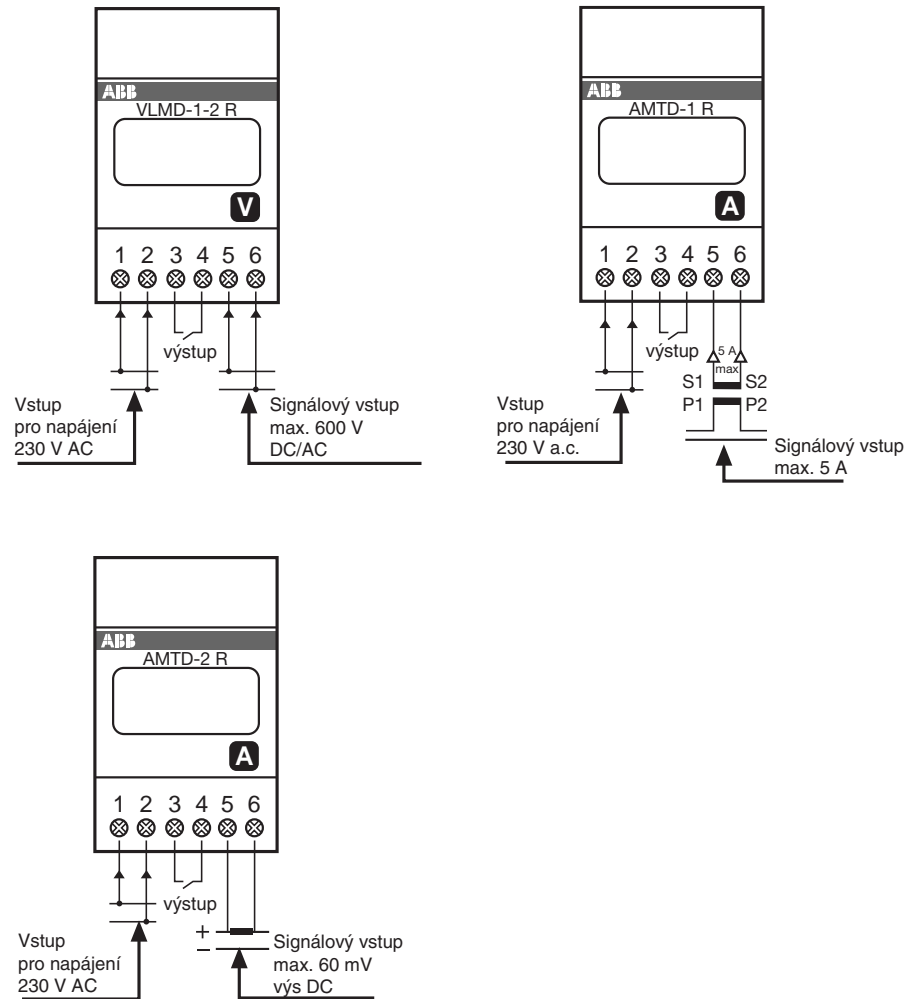 ABB
VLMD-1-2 R
V
1 2 3 4 5 6
výstup
Vstup
pro napájení
230 V AC
Signálový vstup
max. 600 V
DC/AC
ABB
AMTD-1 R
A
1 2 3 4 5 6
výstup
5 A
max
S1 S2
P1 P2
Vstup
pro napájení
230 V a.c.
Signálový vstup
max. 5 A
ABB
AMTD-2 R
A
1 2 3 4 5 6
výstup
+
–
Vstup
pro napájení
230 V AC
Signálový vstup
max. 60 mV
výs DC